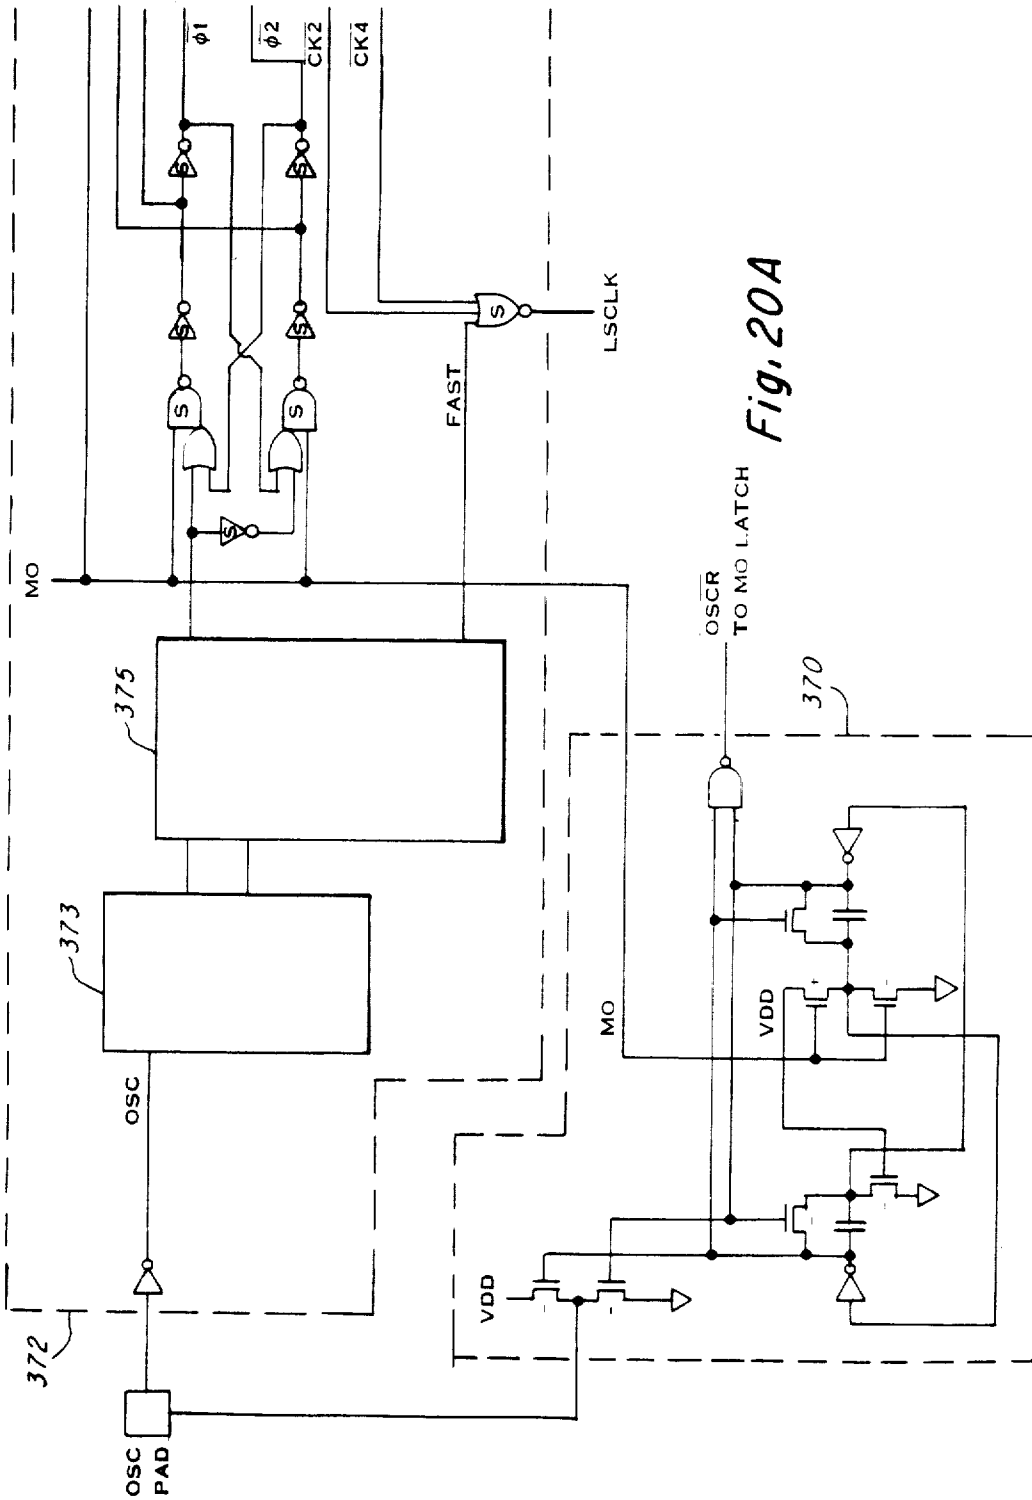 MO
φ1
φ2
CK2
CK4
S
S
S
S
S
S
S
S
FAST
LSCLK
375
373
OSC
372
OSC
PAD
Fig. 20A
OSCR
TO MO LATCH
370
MO
VDD
VDD